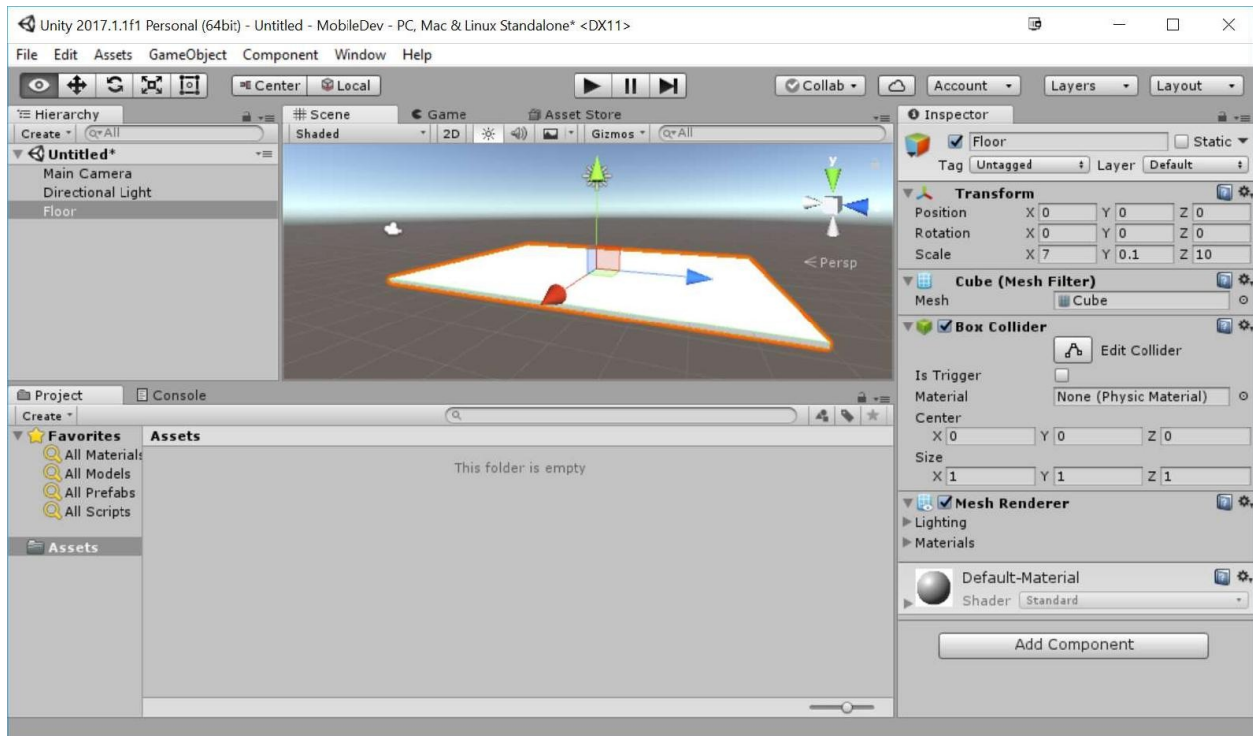 Unity 2017.1.1f1 Personal (64bit) - Untitled - MobileDev - PC, Mac & Linux Standalone* <DX11>
File Edit Assets GameObject Component Window Help
Center Local Collab Account Layers Layout
Hierarchy
Create All
Untitled*
Main Camera
Directional Light
Floor
Scene Game Asset Store
Shaded 2D Gizmos All
y
Persp
Project Console
Create
Favorites
All Materials
All Models
All Prefabs
All Scripts
Assets
Assets
This folder is empty
Inspector
Floor Static
Tag Untagged Layer Default
Transform
Position X 0 Y 0 Z 0
Rotation X 0 Y 0 Z 0
Scale X 7 Y 0.1 Z 10
Cube (Mesh Filter)
Mesh Cube
Box Collider
Edit Collider
Is Trigger
Material None (Physic Material)
Center
X 0 Y 0 Z 0
Size
X 1 Y 1 Z 1
Mesh Renderer
Lighting
Materials
Default-Material
Shader Standard
Add Component